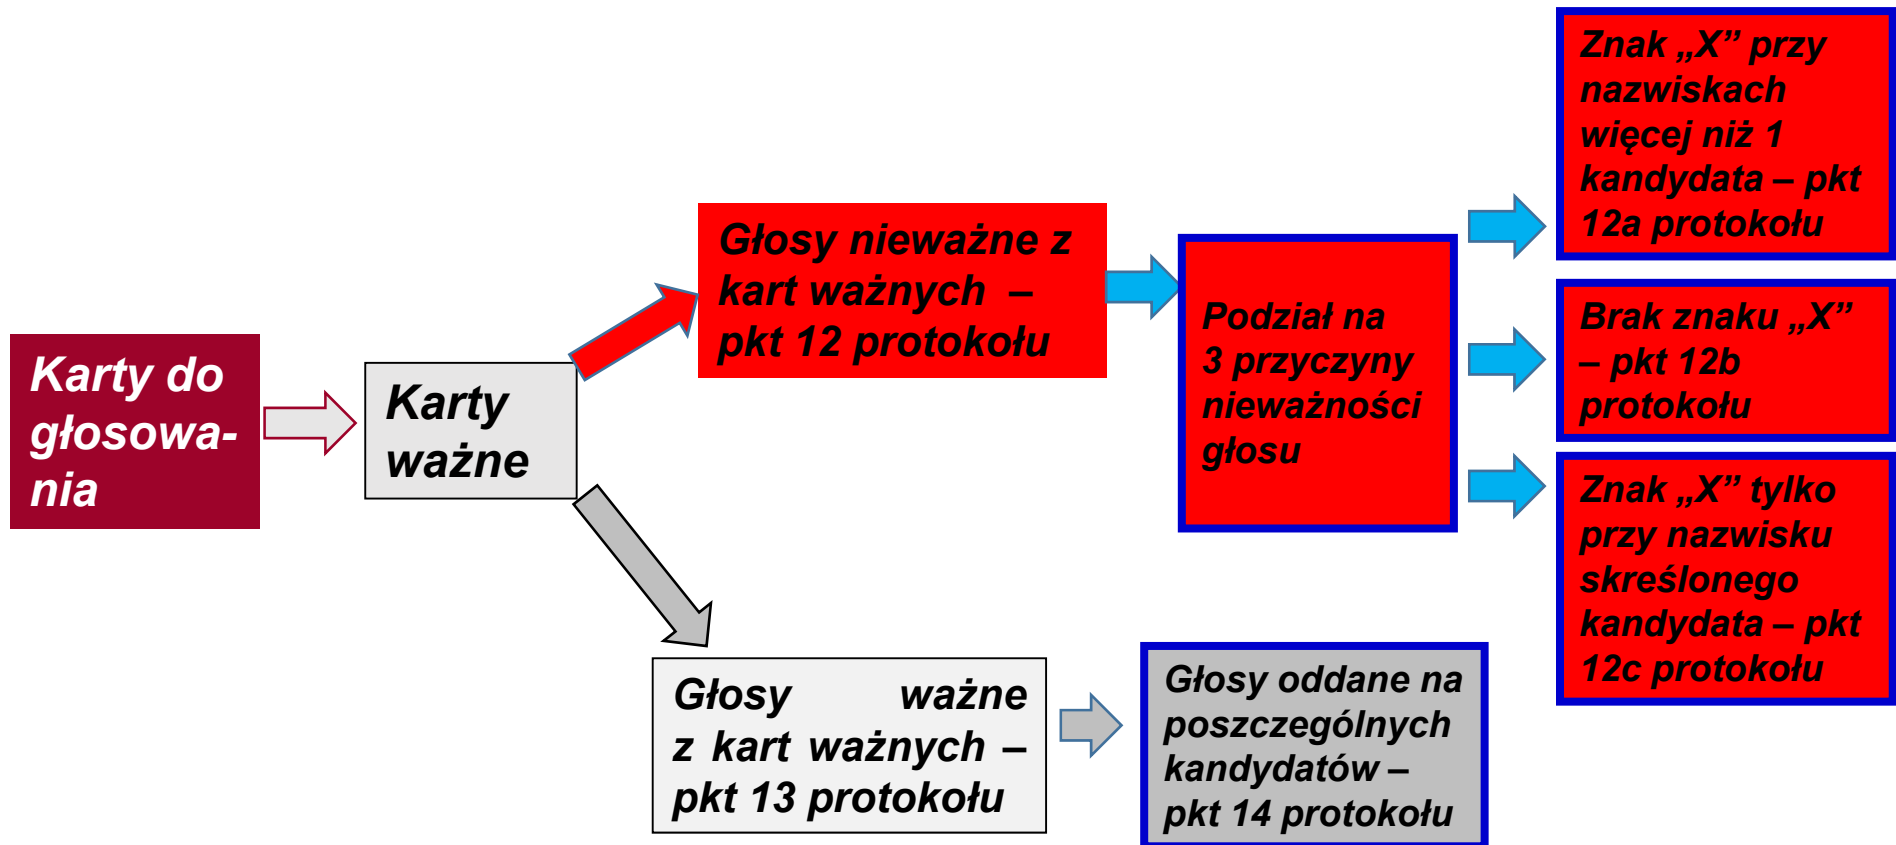 Karty do
głosowa-
nia
Karty
ważne
Głosy nieważne z
kart ważnych –
pkt 12 protokołu
Podział na
3 przyczyny
nieważności
głosu
Znak „X” przy
nazwiskach
więcej niż 1
kandydata – pkt
12a protokołu
Brak znaku „X”
– pkt 12b
protokołu
Znak „X” tylko
przy nazwisku
skreślonego
kandydata – pkt
12c protokołu
Głosy ważne
z kart ważnych –
pkt 13 protokołu
Głosy oddane na
poszczególnych
kandydatów –
pkt 14 protokołu